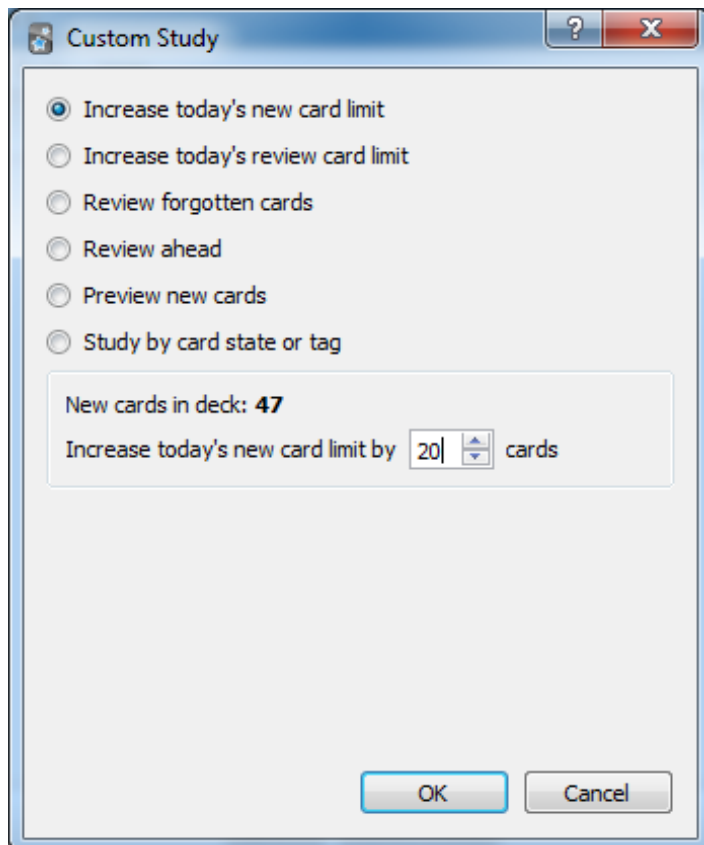 Custom Study
Increase today's new card limit
Increase today's review card limit
Review forgotten cards
Review ahead
Preview new cards
Study by card state or tag
New cards in deck: 47
Increase today's new card limit by 20 cards
OK Cancel